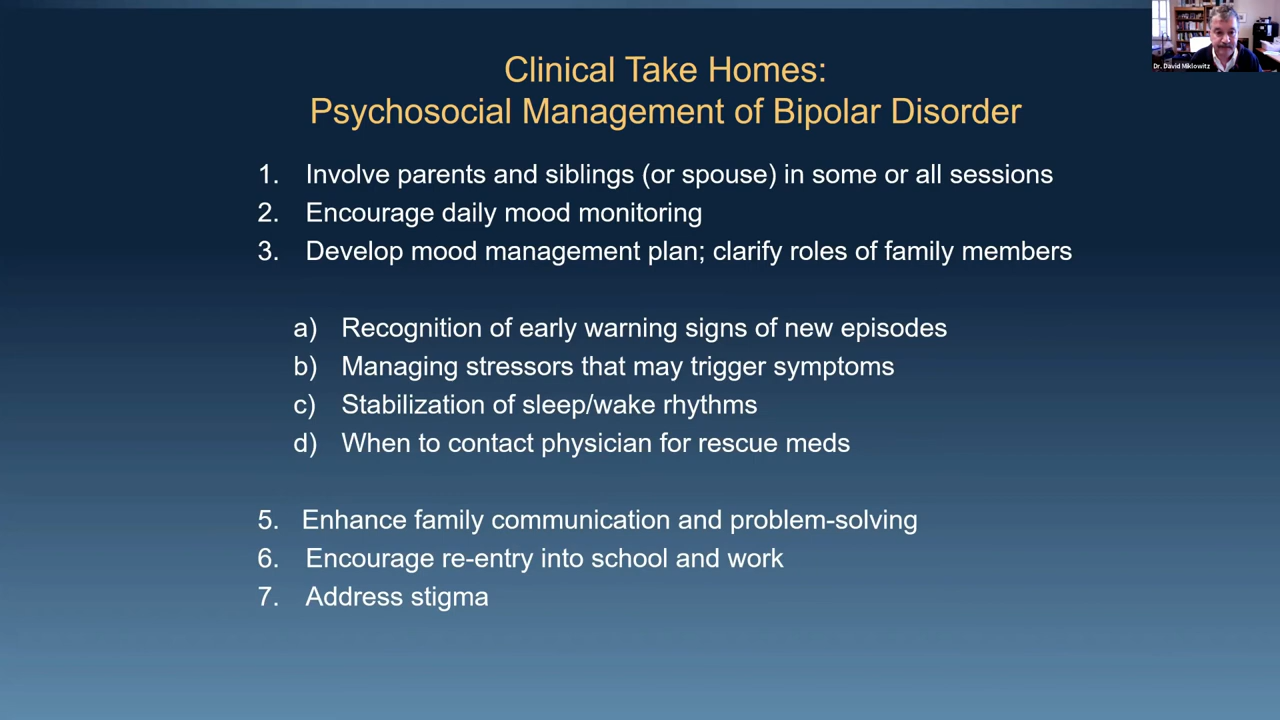 Dr. David Miklowitz
Clinical Take Homes:
Psychosocial Management of Bipolar Disorder
1. Involve parents and siblings (or spouse) in some or all sessions
2. Encourage daily mood monitoring
3. Develop mood management plan; clarify roles of family members
a) Recognition of early warning signs of new episodes
b) Managing stressors that may trigger symptoms
c) Stabilization of sleep/wake rhythms
d) When to contact physician for rescue meds
5. Enhance family communication and problem-solving
6. Encourage re-entry into school and work
7. Address stigma